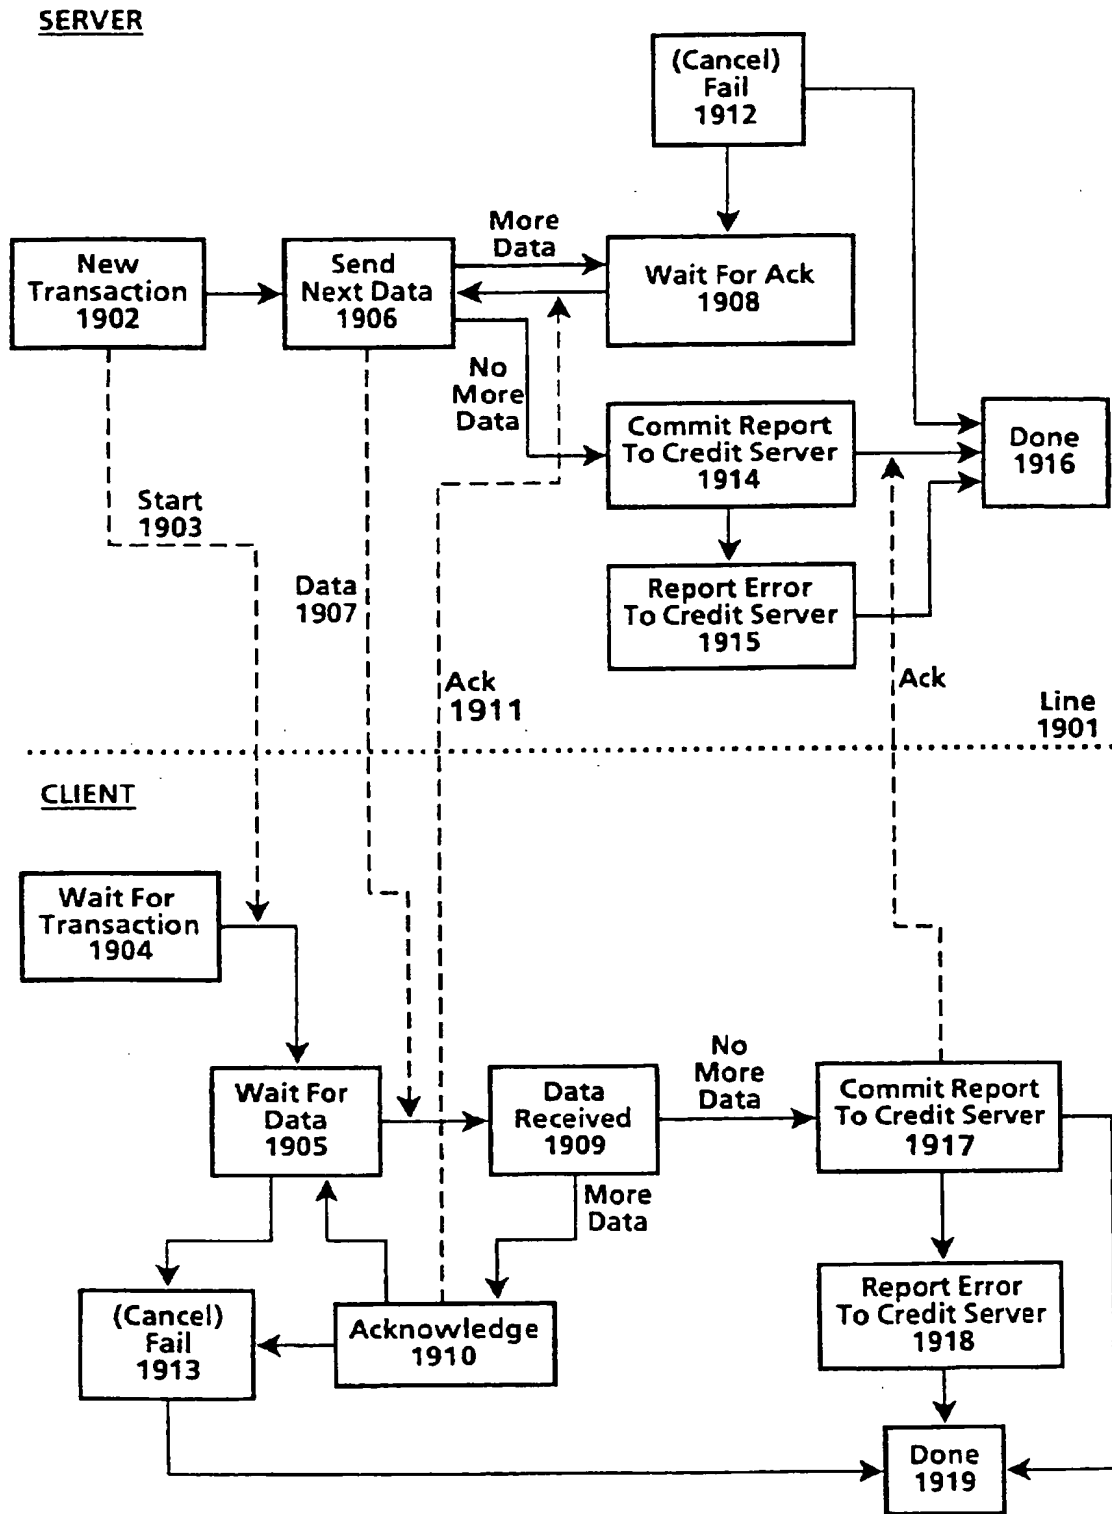 SERVER
(Cancel)
Fail
1912
More
Data
New
Transaction
1902
Send
Next Data
1906
Wait For Ack
1908
No
More
Data
Commit Report
To Credit Server
1914
Done
1916
Start
1903
Data
1907
Report Error
To Credit Server
1915
Ack
1911
Ack
Line
1901
CLIENT
Wait For
Transaction
1904
No
More
Data
Wait For
Data
1905
Data
Received
1909
Commit Report
To Credit Server
1917
More
Data
(Cancel)
Fail
1913
Acknowledge
1910
Report Error
To Credit Server
1918
Done
1919